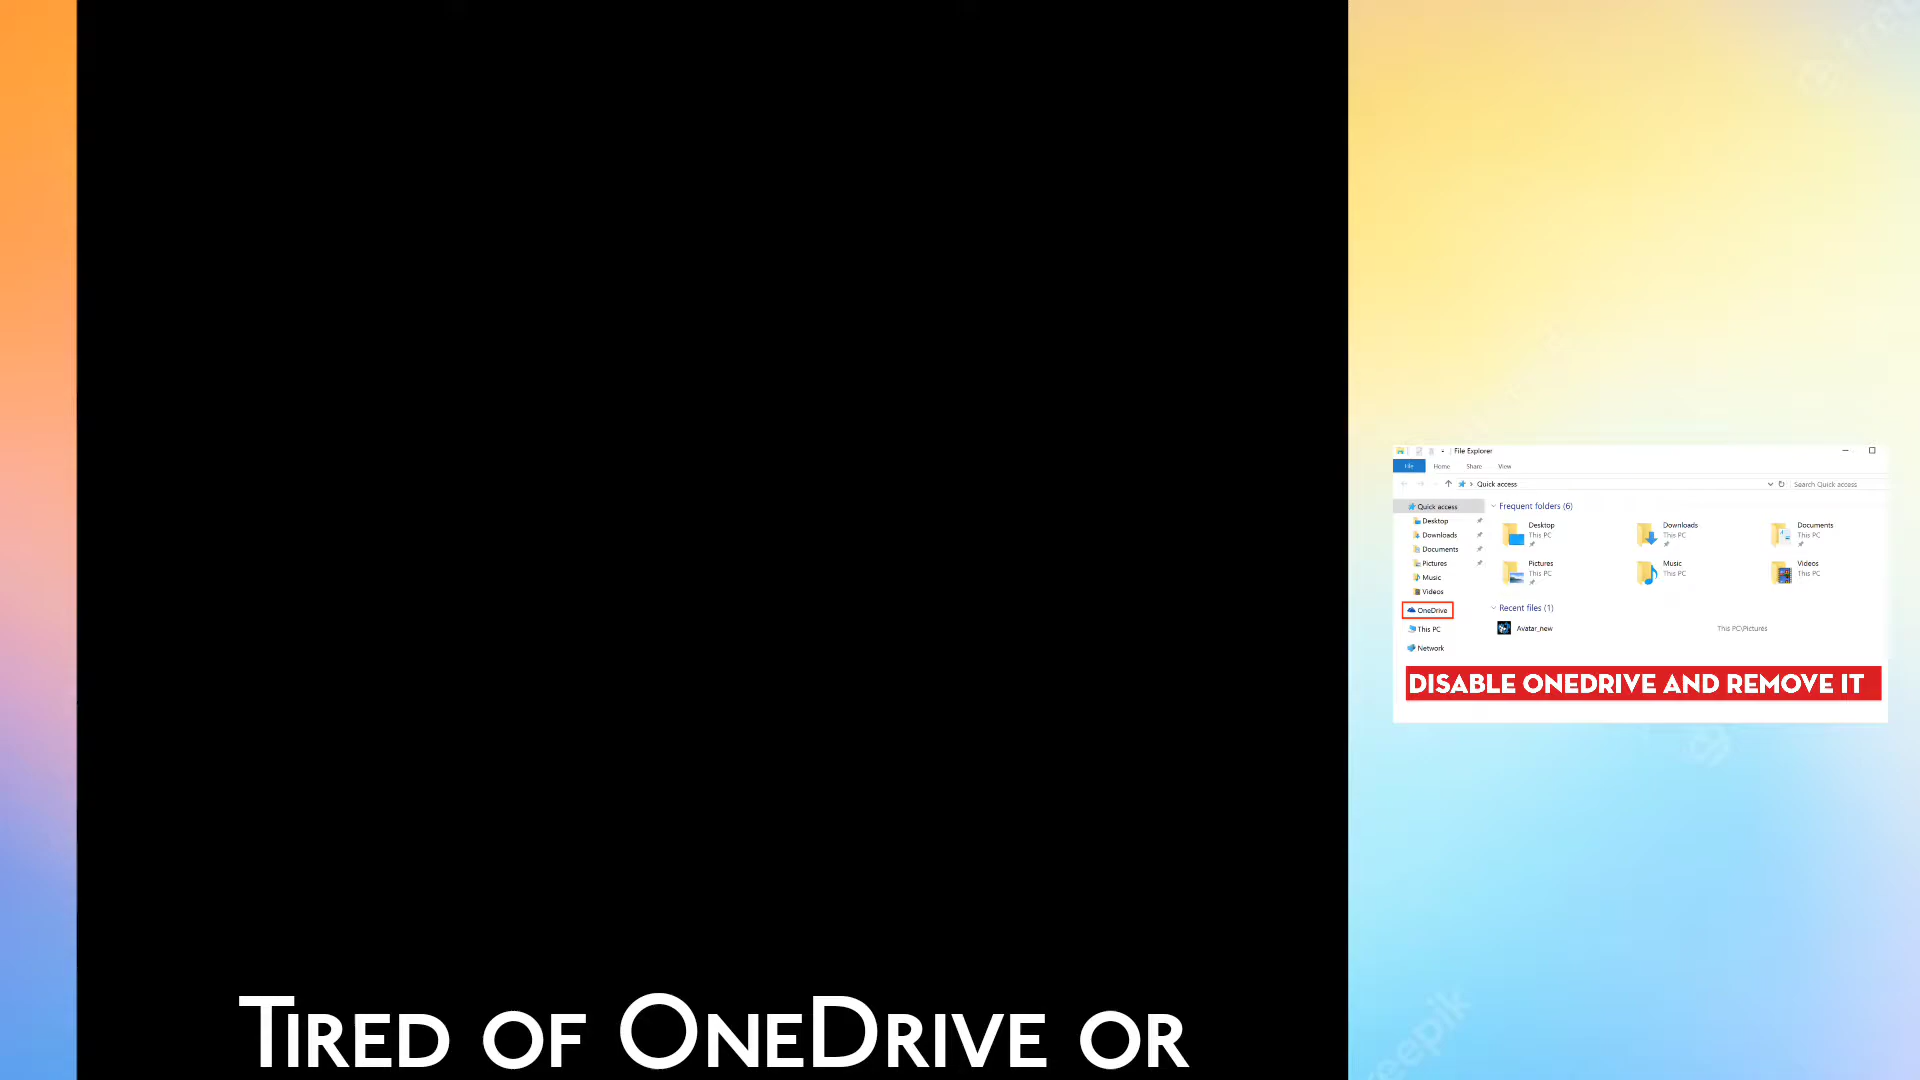 Tired of OneDrive or
File Explorer
File Home Share View
Quick access
Search Quick access
Quick access
Desktop
Downloads
Documents
Pictures
Music
Videos
OneDrive
This PC
Network
Frequent folders (6)
Desktop
This PC
Downloads
This PC
Documents
This PC
Pictures
This PC
Music
This PC
Videos
This PC
Recent files (1)
Avatar_new
This PC\Pictures
DISABLE ONEDRIVE AND REMOVE IT